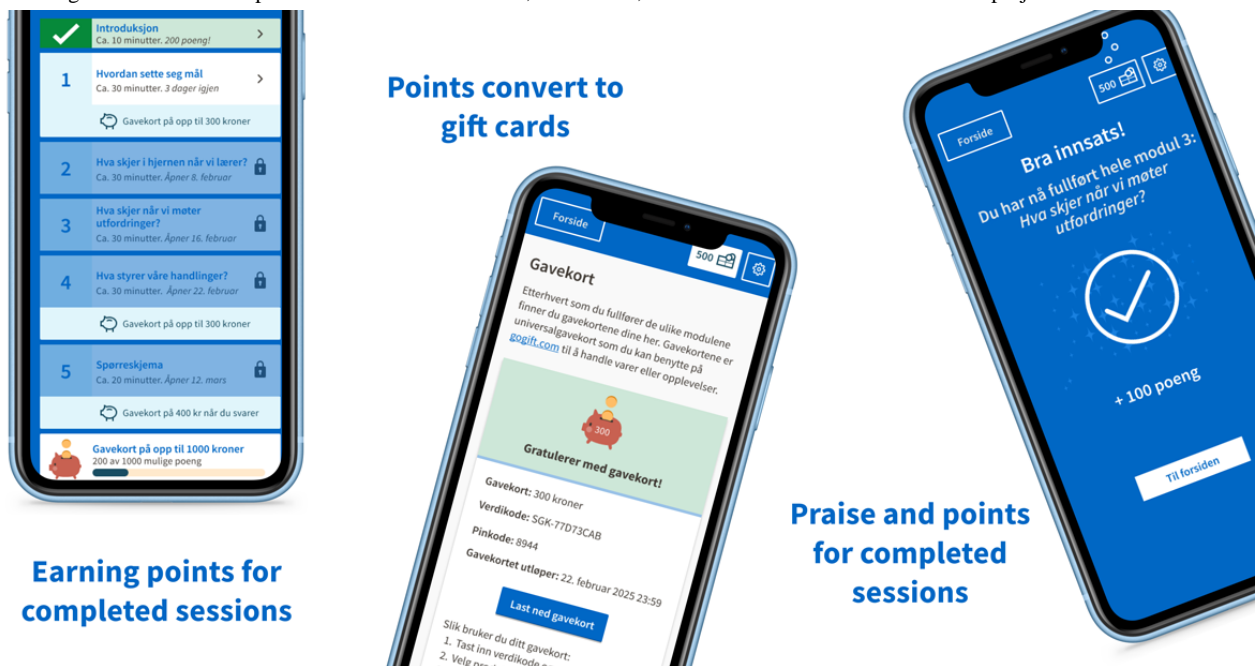 Introduksjon
Ca. 10 minutter. 200 poeng!
1
Hvordan sette seg mål
Ca. 30 minutter. 3 dager igjen
Gavekort på opp til 300 kroner
2
Hva skjer i hjernen når vi lærer?
Ca. 30 minutter. Åpner 8. februar
3
Hva skjer når vi møter
utfordringer?
Ca. 30 minutter. Åpner 16. februar
4
Hva styrer våre handlinger?
Ca. 30 minutter. Åpner 22. februar
Gavekort på opp til 300 kroner
5
Spørreskjema
Ca. 20 minutter. Åpner 12. mars
Gavekort på 400 kr når du svarer
Gavekort på opp til 1000 kroner
200 av 1000 mulige poeng
Earning points for
completed sessions
Points convert to
gift cards
Forside
500
Gavekort
Etterhvert som du fullfører de ulike modulene
finner du gavekortene dine her. Gavekortene er
universalgavekort som du kan benytte på
gogift.com til å handle varer eller opplevelser.
300
Gratulerer med gavekort!
Gavekort: 300 kroner
Verdikode: SGK-77D73CAB
Pinkode: 8944
Gavekortet utløper: 22. februar 2025 23:59
Last ned gavekort
Slik bruker du ditt gavekort:
1. Tast inn verdikode
2. Velg
Forside
500
Bra innsats!
Du har nå fullført hele modul 3:
Hva skjer når vi møter
utfordringer?
+ 100 poeng
Til forsiden
Praise and points
for completed
sessions